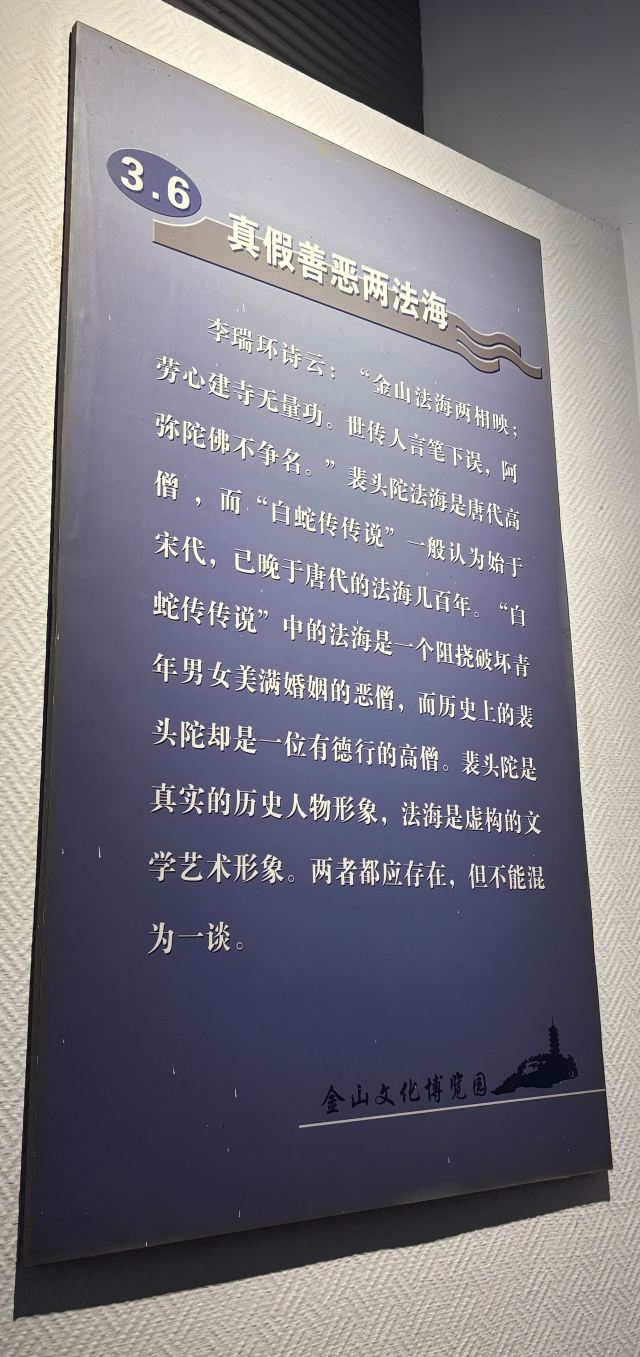 3.6
真假善恶两法海
李瑞环诗云：“金山法海两相映；
劳心建寺无量功。世传人言笔下误，阿
弥陀佛不争名。”裴头陀法海是唐代高
僧，而“白蛇传传说”一般认为始于
宋代，已晚于唐代的法海几百年。“白
蛇传传说”中的法海是一个阻挠破坏青
年男女美满婚姻的恶僧，而历史上的裴
头陀却是一位有德行的高僧。裴头陀是
真实的历史人物形象，法海是虚构的文
学艺术形象。两者都应存在，但不能混
为一谈。
金山文化博览园